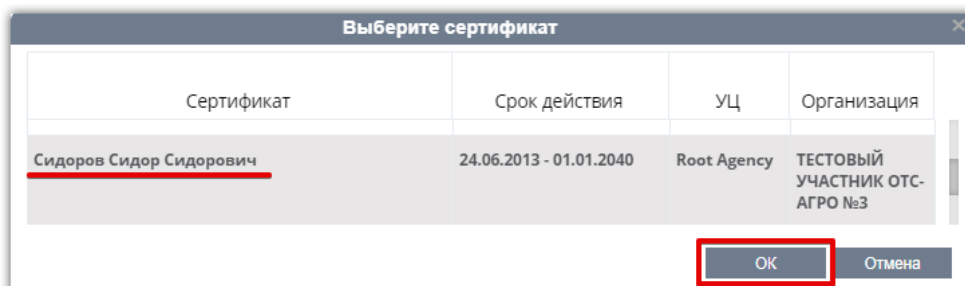 Выберите сертификат
Сертификат Срок действия УЦ Организация
Сидоров Сидор Сидорович 24.06.2013 - 01.01.2040 Root Agency ТЕСТОВЫЙ
УЧАСТНИК ОТС-
АГРО №3
ОК Отмена